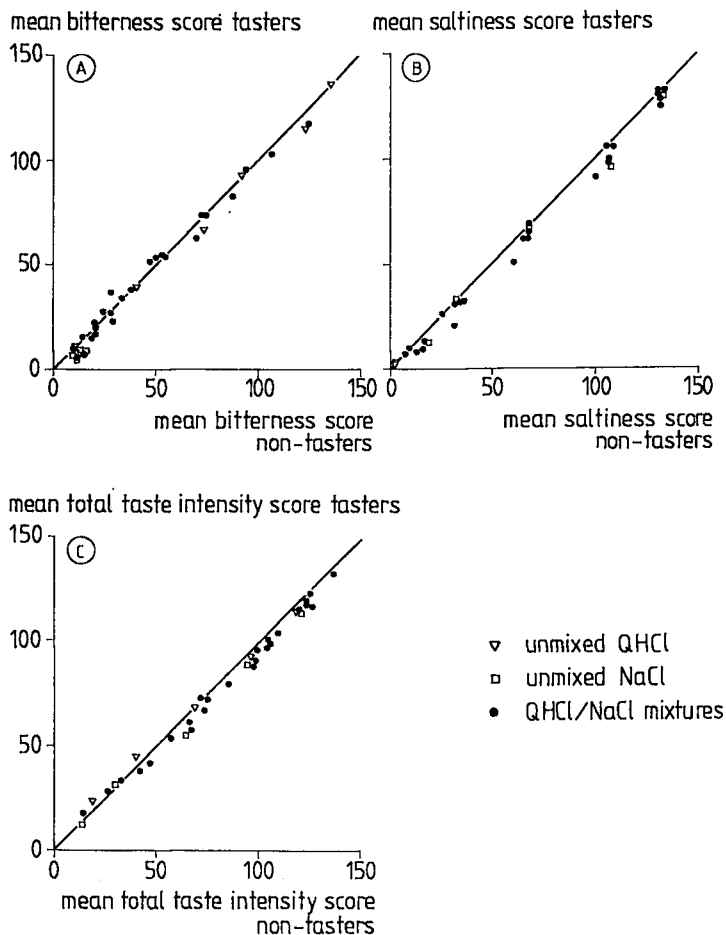 mean bitterness score tasters
150
A
100
50
0
0 50 100 150
mean bitterness score
non-tasters
mean saltiness score tasters
B
0 50 100 150
mean saltiness score
non-tasters
mean total taste intensity score tasters
150
C
100
50
0
0 50 100 150
mean total taste intensity score
non-tasters
unmixed QHCl
unmixed NaCl
QHCl/NaCl mixtures